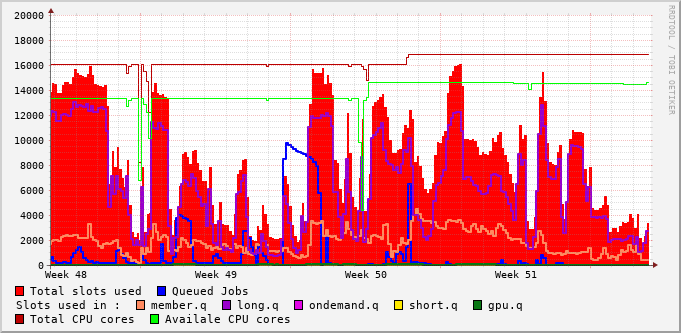 20000
18000
16000
14000
12000
10000
8000
6000
4000
2000
0
Week 48 Week 49 Week 50 Week 51
Total slots used Queued Jobs
Slots used in : member.q long.q ondemand.q short.q gpu.q
Total CPU cores Availale CPU cores
RRDTOOL / TOBI OETIKER